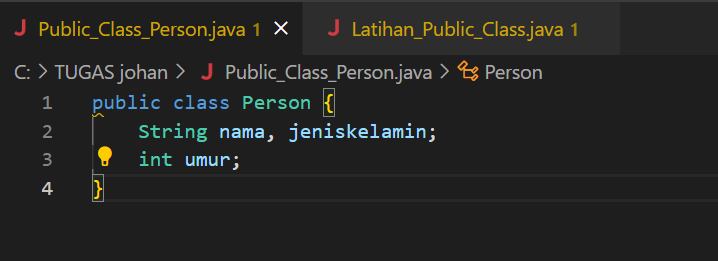 J Public_Class_Person.java 1 × J Latihan_Public_Class.java 1
C: > TUGAS johan > J Public_Class_Person.java > Person
1 public class Person {
2 String nama, jeniskelamin;
3 int umur;
4 }